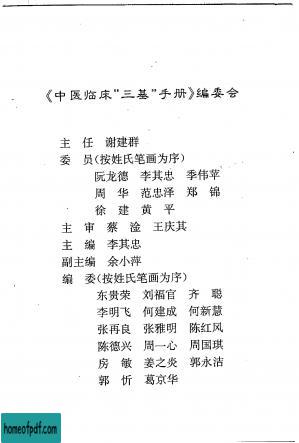 《中医临床“三基”手册》编委会
主 任 谢建群
委 员(按姓氏笔画为序)
阮龙德 李其忠 季伟苹
周 华 范忠泽 郑 锦
徐 建 黄 平
主 审 蔡 淦 王庆其
主 编 李其忠
副主编 余小萍
编 委(按姓氏笔画为序)
东贵荣 刘福官 齐 聪
李明飞 何建成 何新慧
张再良 张雅明 陈红风
陈德兴 周一心 周国琪
房 敏 姜之炎 郭永洁
郭 忻 葛京华
homeofpdf.com